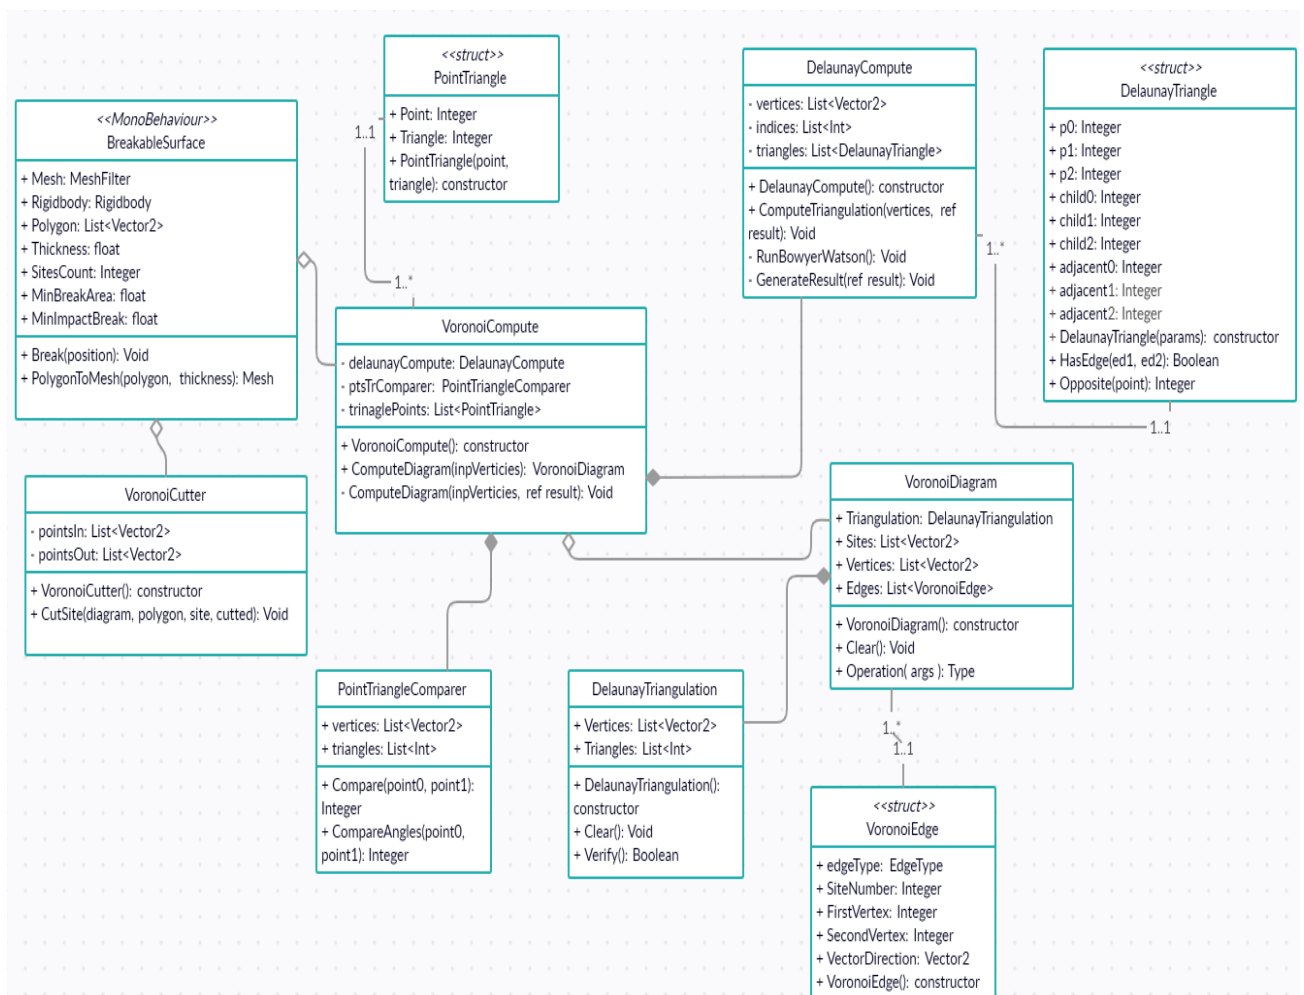 <<struct>>
PointTriangle
+ Point: Integer
+ Triangle: Integer
+ PointTriangle(point,
triangle): constructor
1..1
1..*
DelaunayCompute
- vertices: List<Vector2>
- indices: List<Int>
- triangles: List<DelaunayTriangle>
+ DelaunayCompute(): constructor
+ ComputeTriangulation(vertices, ref
result): Void
- RunBowyerWatson(): Void
- GenerateResult(ref result): Void
1..*
<<struct>>
DelaunayTriangle
+ p0: Integer
+ p1: Integer
+ p2: Integer
+ child0: Integer
+ child1: Integer
+ child2: Integer
+ adjacent0: Integer
+ adjacent1: Integer
+ adjacent2: Integer
+ DelaunayTriangle(params): constructor
+ HasEdge(ed1, ed2): Boolean
+ Opposite(point): Integer
1..1
<<MonoBehaviour>>
BreakableSurface
+ Mesh: MeshFilter
+ Rigidbody: Rigidbody
+ Polygon: List<Vector2>
+ Thickness: float
+ SitesCount: Integer
+ MinBreakArea: float
+ MinImpactBreak: float
+ Break(position): Void
+ PolygonToMesh(polygon, thickness): Mesh
VoronoiCompute
- delaunayCompute: DelaunayCompute
- ptsTrComparer: PointTriangleComparer
- trinaglePoints: List<PointTriangle>
+ VoronoiCompute(): constructor
+ ComputeDiagram(inpVerticies): VoronoiDiagram
- ComputeDiagram(inpVerticies, ref result): Void
VoronoiCutter
- pointsIn: List<Vector2>
- pointsOut: List<Vector2>
+ VoronoiCutter(): constructor
+ CutSite(diagram, polygon, site, cutted): Void
VoronoiDiagram
+ Triangulation: DelaunayTriangulation
+ Sites: List<Vector2>
+ Vertices: List<Vector2>
+ Edges: List<VoronoiEdge>
+ VoronoiDiagram(): constructor
+ Clear(): Void
+ Operation( args ): Type
1..*
1..1
PointTriangleComparer
+ vertices: List<Vector2>
+ triangles: List<Int>
+ Compare(point0, point1):
Integer
+ CompareAngles(point0,
point1): Integer
DelaunayTriangulation
+ Vertices: List<Vector2>
+ Triangles: List<Int>
+ DelaunayTriangulation():
constructor
+ Clear(): Void
+ Verify(): Boolean
<<struct>>
VoronoiEdge
+ edgeType: EdgeType
+ SiteNumber: Integer
+ FirstVertex: Integer
+ SecondVertex: Integer
+ VectorDirection: Vector2
+ VoronoiEdge(): constructor